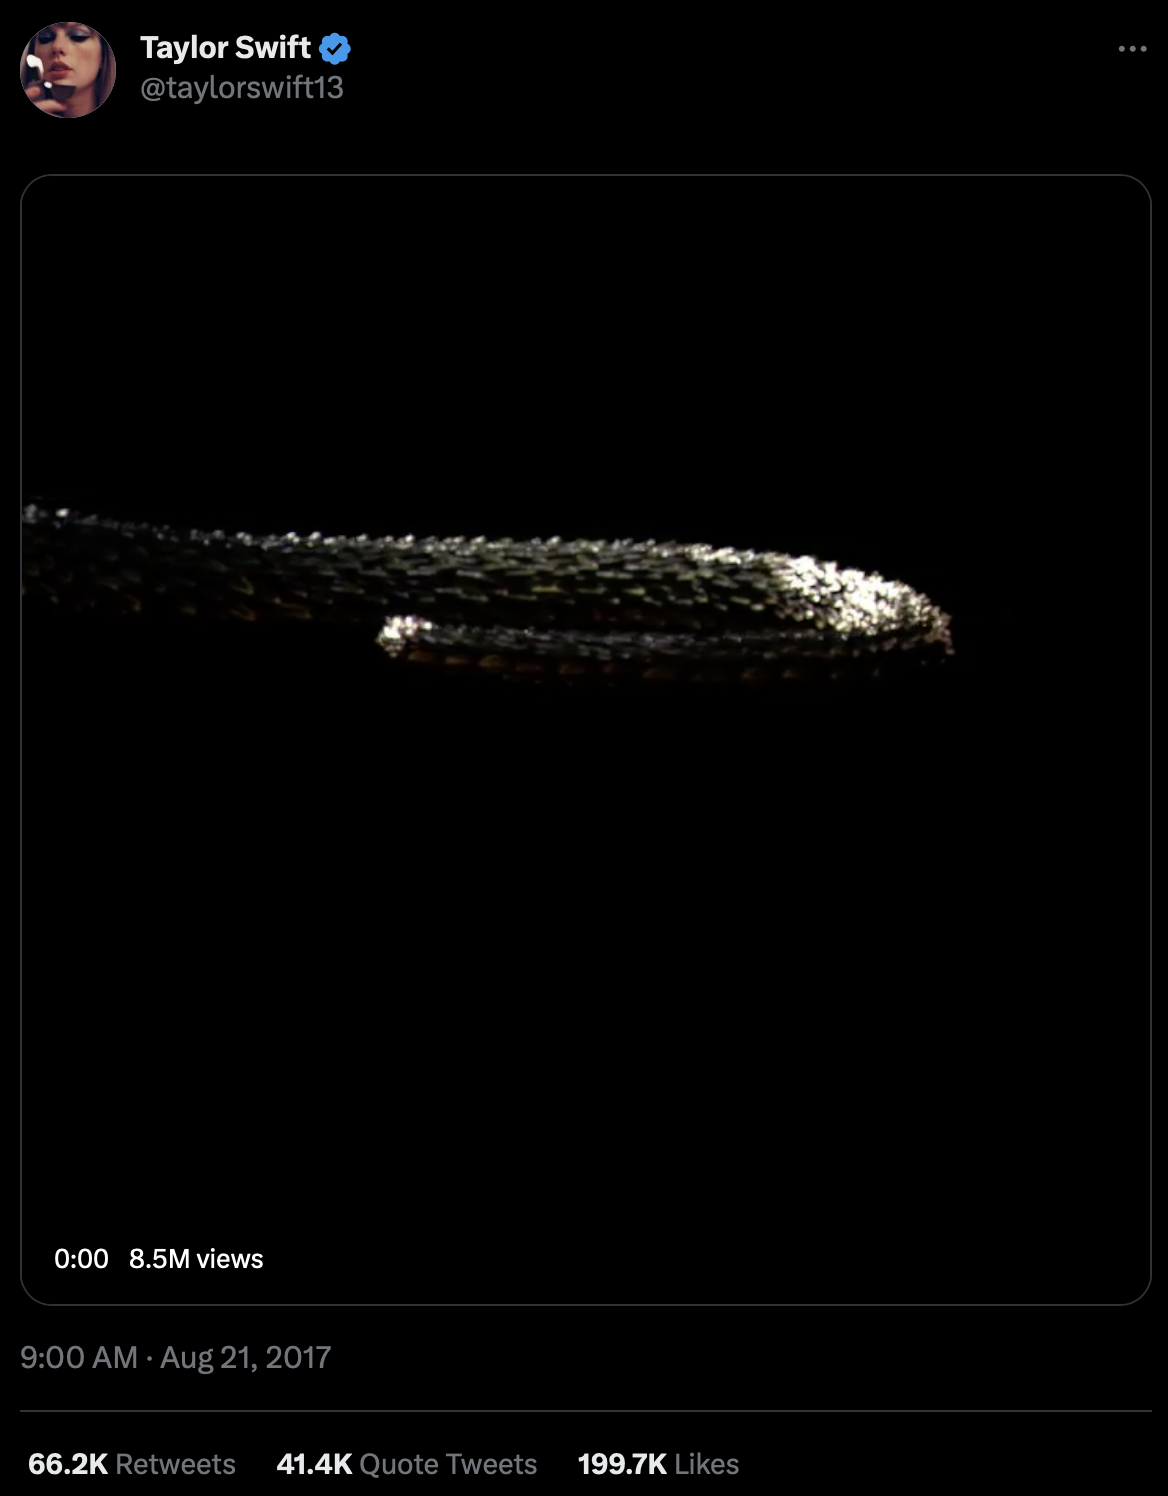 Taylor Swift
@taylorswift13
0:00 8.5M views
9:00 AM · Aug 21, 2017
66.2K Retweets 41.4K Quote Tweets 199.7K Likes